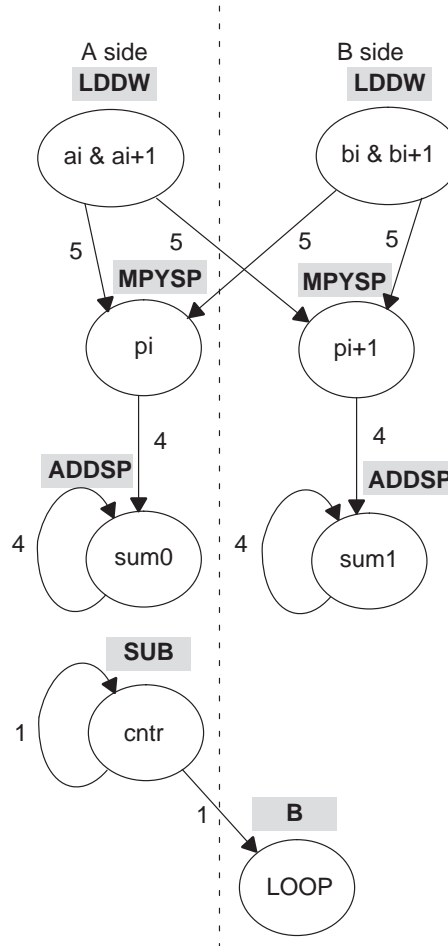 A side B side
LDDW LDDW
ai & ai+1 bi & bi+1
5 5 5 5
MPYSP MPYSP
pi pi+1
4 4
ADDSP ADDSP
4 sum0 4 sum1
SUB
1 cntr
1 B
LOOP